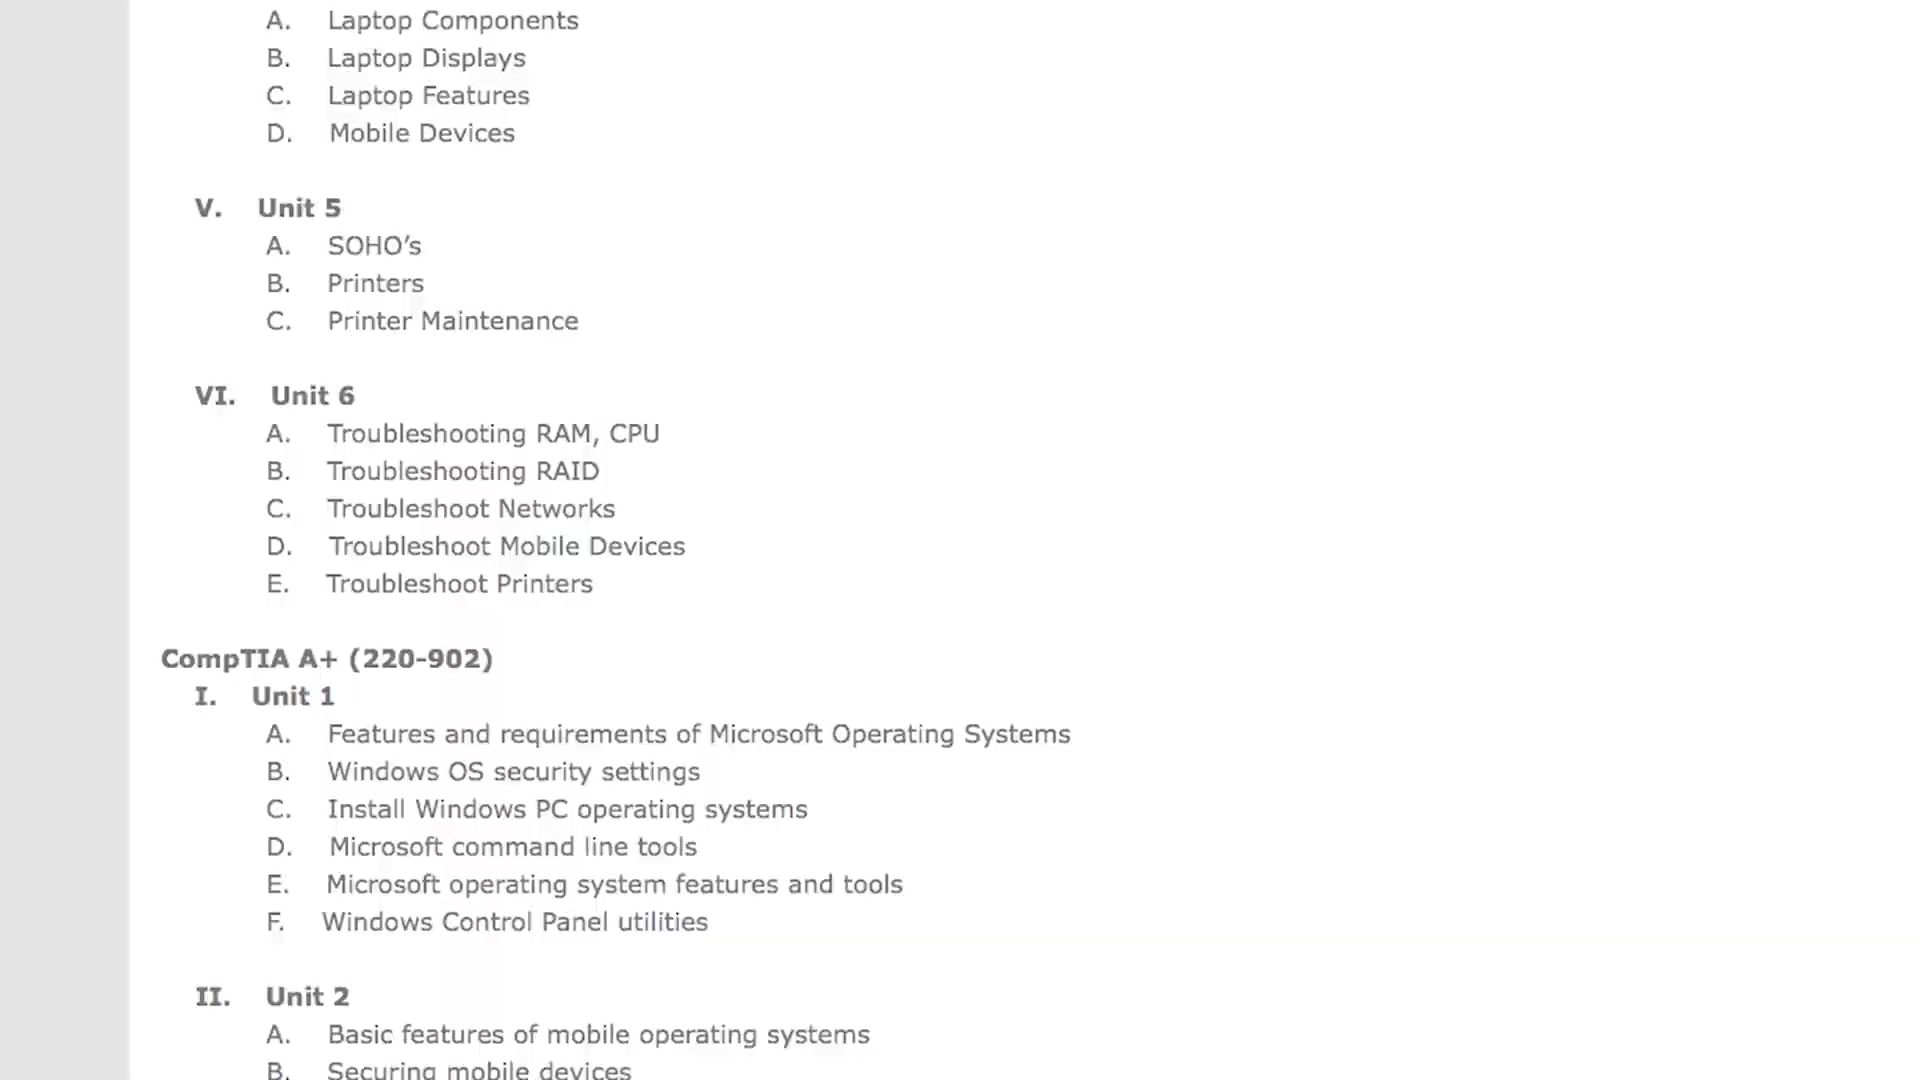 A. Laptop Components
B. Laptop Displays
C. Laptop Features
D. Mobile Devices
V. Unit 5
A. SOHO’s
B. Printers
C. Printer Maintenance
VI. Unit 6
A. Troubleshooting RAM, CPU
B. Troubleshooting RAID
C. Troubleshoot Networks
D. Troubleshoot Mobile Devices
E. Troubleshoot Printers
CompTIA A+ (220-902)
I. Unit 1
A. Features and requirements of Microsoft Operating Systems
B. Windows OS security settings
C. Install Windows PC operating systems
D. Microsoft command line tools
E. Microsoft operating system features and tools
F. Windows Control Panel utilities
II. Unit 2
A. Basic features of mobile operating systems
B. Securing mobile devices